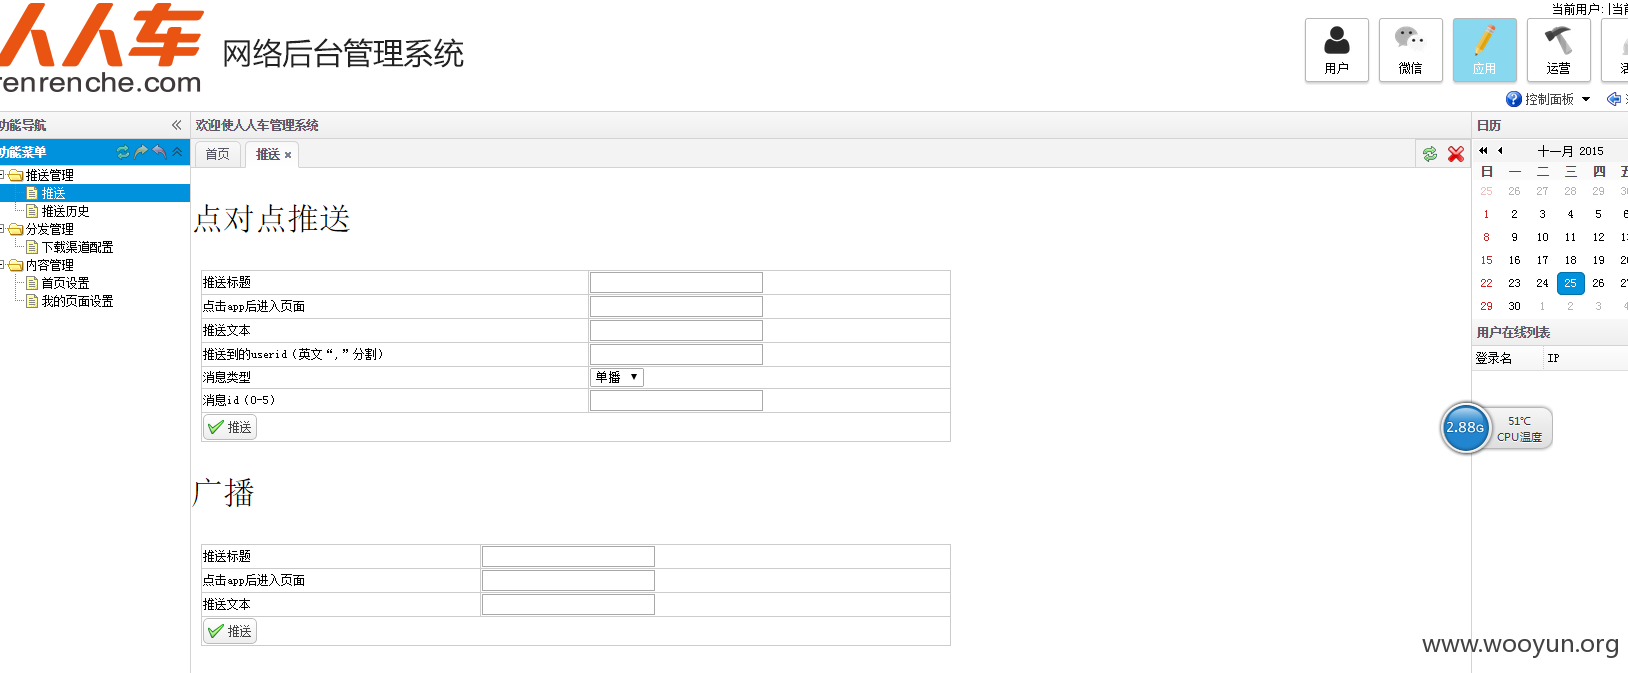 人人车
renrenche.com
网络后台管理系统
当前用户: |当前
用户
微信
应用
运营
控制面板
功能导航
欢迎使人人车管理系统
日历
功能菜单
首页
推送
十一月 2015
推送管理
推送
推送历史
分发管理
下载渠道配置
内容管理
首页设置
我的页面设置
点对点推送
推送标题
点击app后进入页面
推送文本
推送到的userid（英文“,”分割）
消息类型
单播
消息id（0-5）
推送
广播
推送标题
点击app后进入页面
推送文本
推送
日 一 二 三 四 五
25 26 27 28 29 30
1 2 3 4 5 6
8 9 10 11 12 13
15 16 17 18 19 20
22 23 24 25 26 27
29 30 1 2 3 4
用户在线列表
登录名 IP
2.88G
51℃
CPU温度
www.wooyun.org